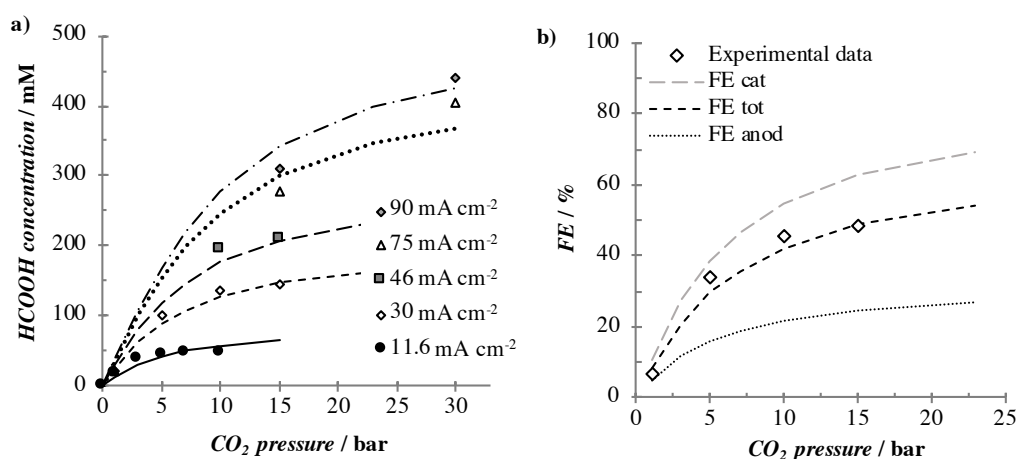 a)
HCOOH concentration / mM
500
400
300
200
100
0
0
5
10
15
20
25
30
CO₂ pressure / bar
90 mA cm⁻²
75 mA cm⁻²
46 mA cm⁻²
30 mA cm⁻²
11.6 mA cm⁻²
b)
FE / %
100
80
60
40
20
0
0
5
10
15
20
25
CO₂ pressure / bar
Experimental data
FE cat
FE tot
FE anod